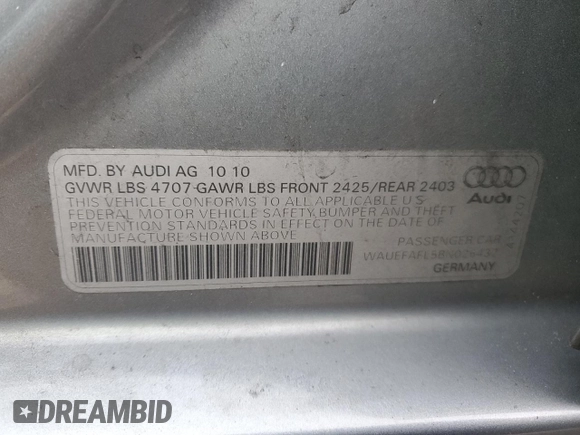 MFD. BY AUDI AG 10 10
GVWR LBS 4707 GAWR LBS FRONT 2425/REAR 2403
THIS VEHICLE CONFORMS TO ALL APPLICABLE U S
FEDERAL MOTOR VEHICLE SAFETY, BUMPER AND THEFT
PREVENTION STANDARDS IN EFFECT ON THE DATE OF
MANUFACTURE SHOWN ABOVE
Audi
PASSENGER CAR
GERMANY
DREAMBID